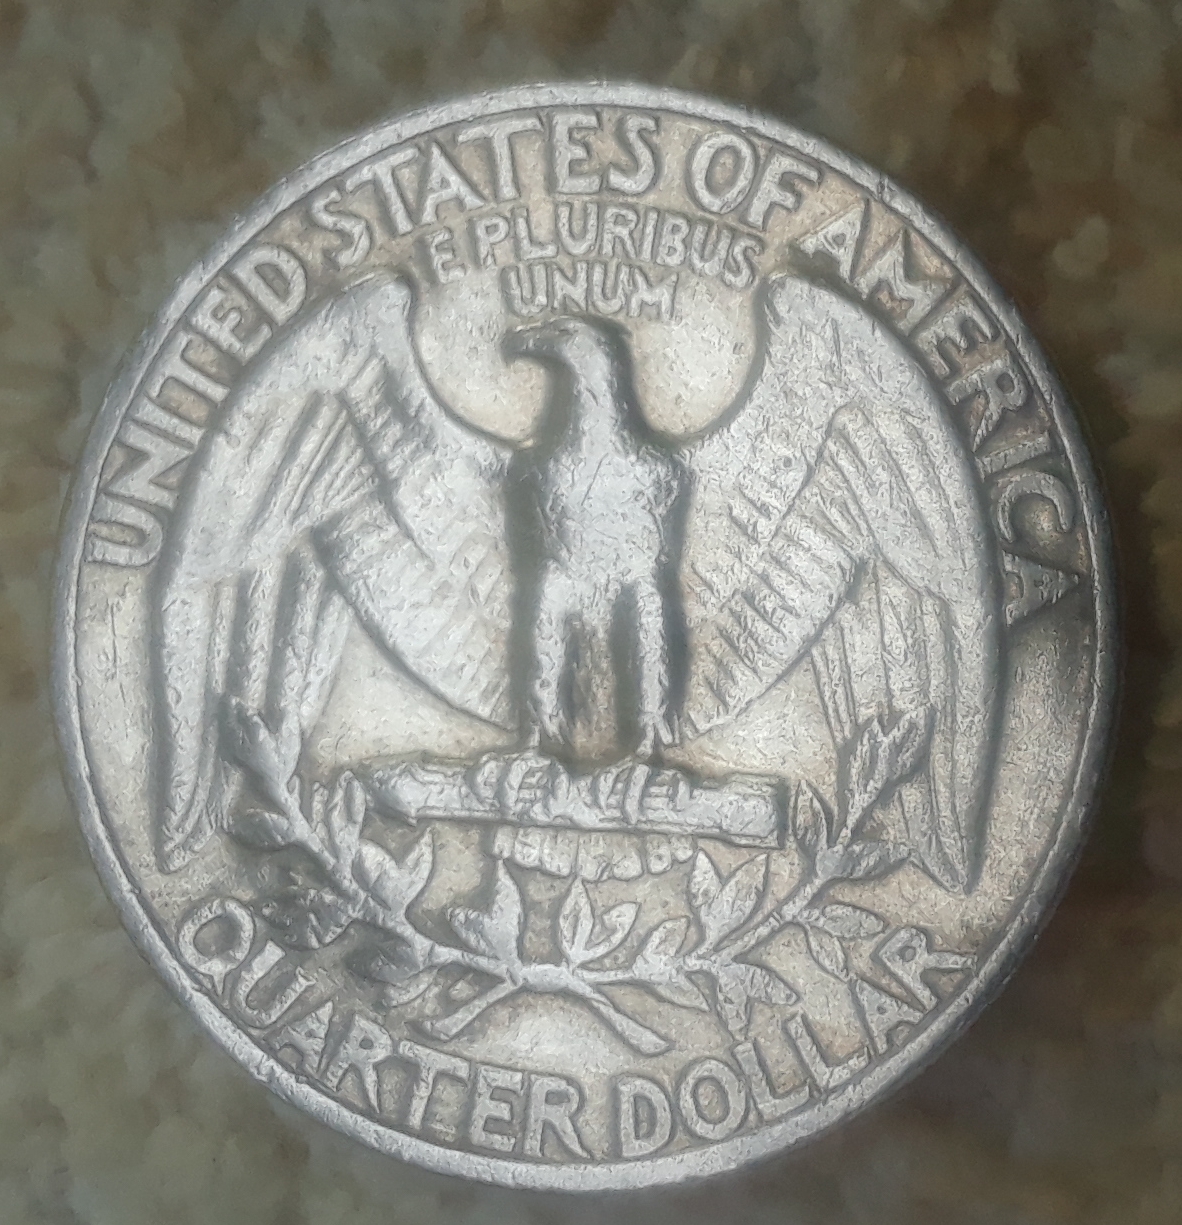 UNITED STATES OF AMERICA
E PLURIBUS
UNUM
QUARTER DOLLAR